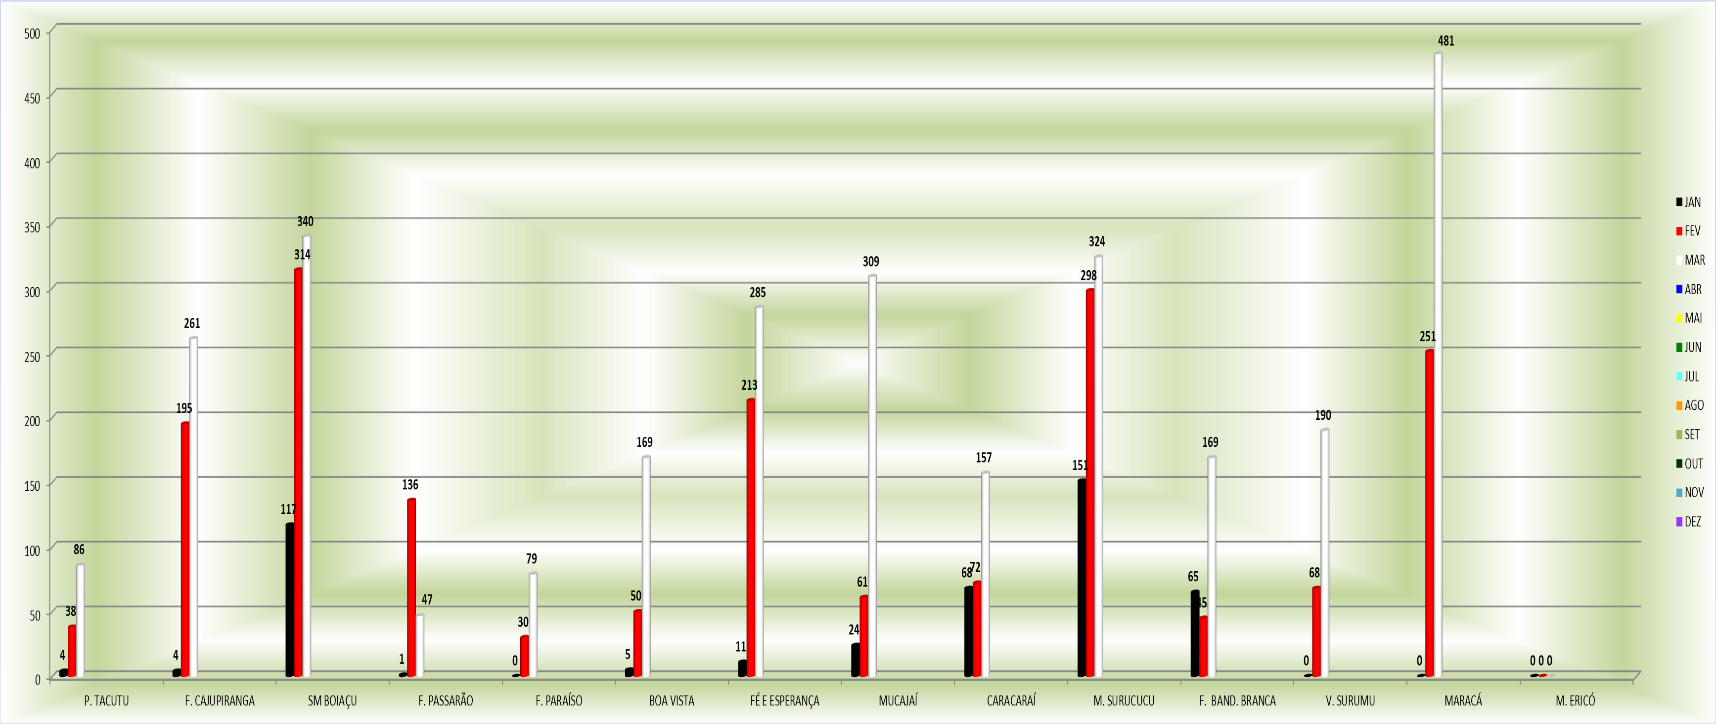 500
450
400
350
300
250
200
150
100
50
0
4 38 86
4 195 261
117 314 340
1 136 47
0 30 79
5 50 169
11 213 285
24 61 309
68 72 157
151 298 324
65 45 169
0 68 190
0 251 481
0 0 0
P. TACUTU
F. CAJUPIRANGA
SM BOIAÇU
F. PASSARÃO
F. PARAÍSO
BOA VISTA
FÉ E ESPERANÇA
MUCAJAÍ
CARACARAÍ
M. SURUCUCU
F. BAND. BRANCA
V. SURUMU
MARACÁ
M. ERICÓ
JAN
FEV
MAR
ABR
MAI
JUN
JUL
AGO
SET
OUT
NOV
DEZ